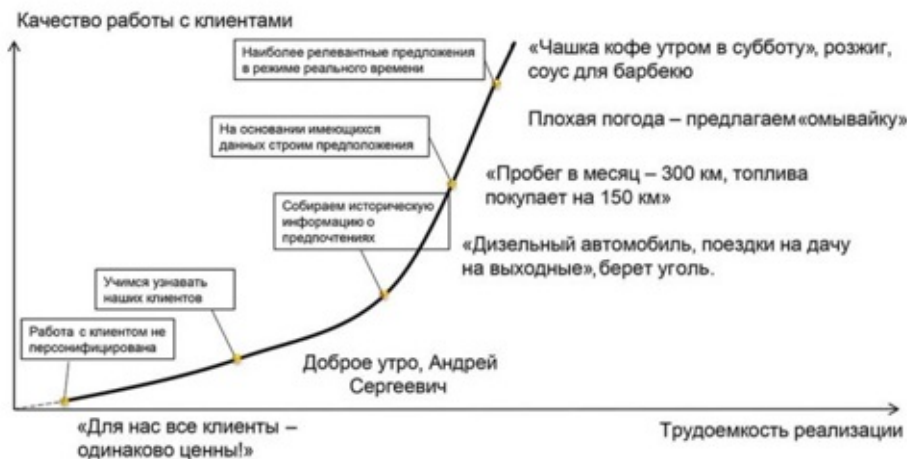 Качество работы с клиентами
Наиболее релевантные предложения
в режиме реального времени
«Чашка кофе утром в субботу», розжиг,
соус для барбекю
Плохая погода – предлагаем «омывайку»
На основании имеющихся
данных строим предположения
«Пробег в месяц – 300 км, топлива
покупает на 150 км»
Собираем историческую
информацию о
предпочтениях
«Дизельный автомобиль, поездки на дачу
на выходные», берет уголь.
Учимся узнавать
наших клиентов
Работа с клиентом не
персонифицирована
Доброе утро, Андрей
Сергеевич
«Для нас все клиенты –
одинаково ценны!»
Трудоемкость реализации